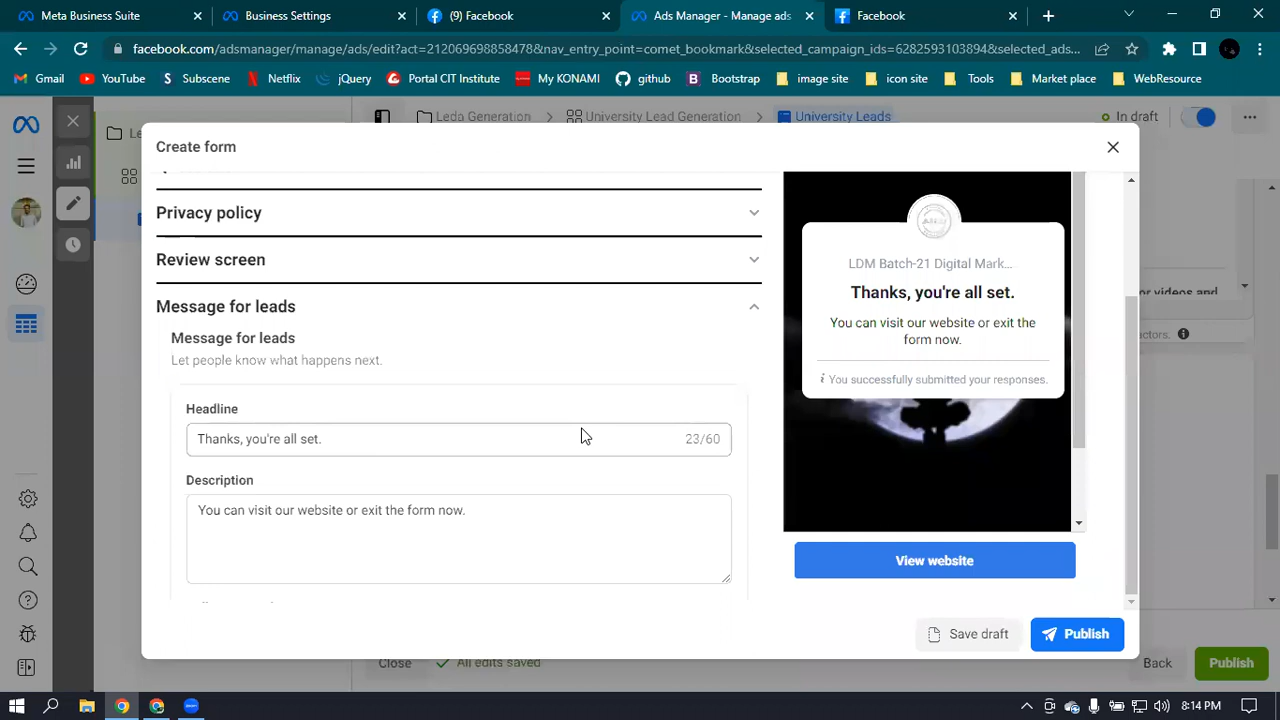 Meta Business Suite
Business Settings
(9) Facebook
Ads Manager - Manage ads
Facebook
facebook.com/adsmanager/manage/ads/edit?act=212069698858478&nav_entry_point=comet_bookmark&selected_campaign_ids=62825931038948&selected_ads...
Gmail
YouTube
Subscene
Netflix
jQuery
Portal CIT Institute
My KONAMI
github
Bootstrap
image site
icon site
Tools
Market place
WebResource
Leda Generation
University Lead Generation
University Leads
In draft
Create form
Privacy policy
Review screen
Message for leads
Message for leads
Let people know what happens next.
Headline
Thanks, you're all set.
23/60
Description
You can visit our website or exit the form now.
LDM Batch-21 Digital Mark...
Thanks, you're all set.
You can visit our website or exit the
form now.
You successfully submitted your responses.
View website
or videos and
actors.
Save draft
Publish
Close
All edits saved
Back
Publish
8:14 PM